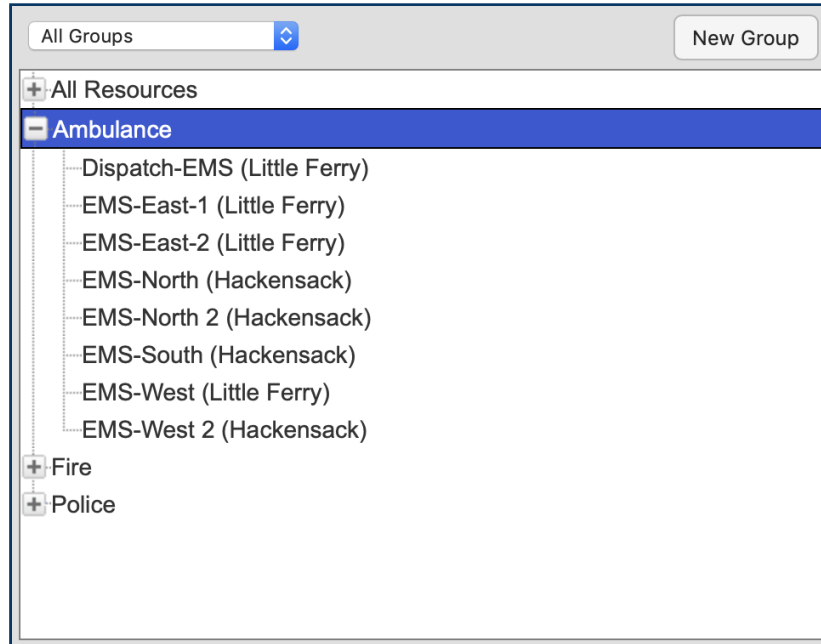 All Groups
New Group
All Resources
Ambulance
Dispatch-EMS (Little Ferry)
EMS-East-1 (Little Ferry)
EMS-East-2 (Little Ferry)
EMS-North (Hackensack)
EMS-North 2 (Hackensack)
EMS-South (Hackensack)
EMS-West (Little Ferry)
EMS-West 2 (Hackensack)
Fire
Police